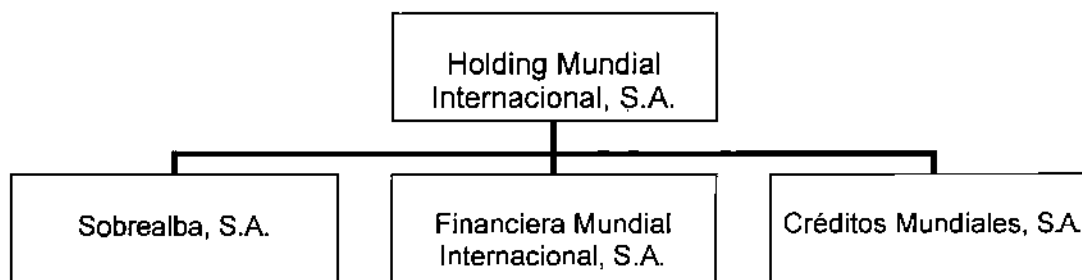 Holding Mundial
Internacional, S.A.
Sobrealba, S.A.
Financiera Mundial
Internacional, S.A.
Créditos Mundiales, S.A.